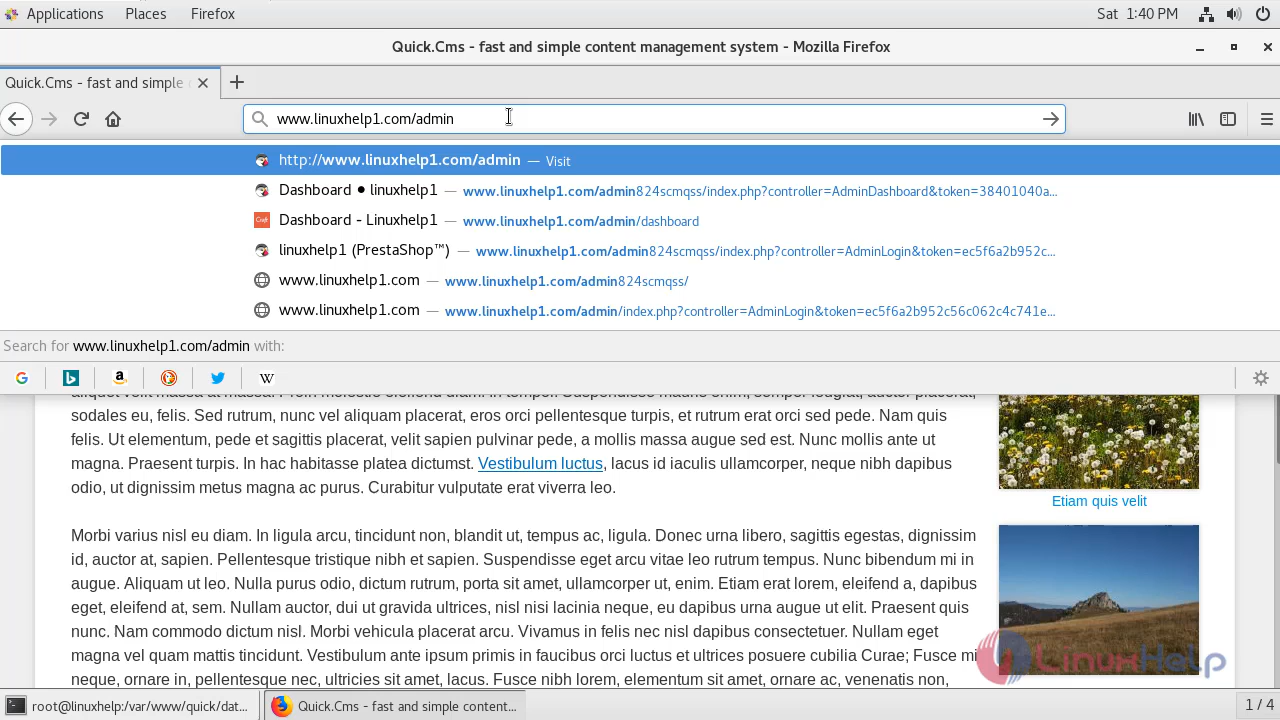 Applications Places Firefox Sat 1:40 PM
Quick.Cms - fast and simple content management system - Mozilla Firefox
Quick.Cms - fast and simple
www.linuxhelp1.com/admin
http://www.linuxhelp1.com/admin — Visit
Dashboard ● linuxhelp1 — www.linuxhelp1.com/admin824scmqss/index.php?controller=AdminDashboard&token=38401040a...
Dashboard - Linuxhelp1 — www.linuxhelp1.com/admin/dashboard
linuxhelp1 (PrestaShop™) — www.linuxhelp1.com/admin824scmqss/index.php?controller=AdminLogin&token=ec5f6a2b952c...
www.linuxhelp1.com — www.linuxhelp1.com/admin824scmqss/
www.linuxhelp1.com — www.linuxhelp1.com/admin/index.php?controller=AdminLogin&token=ec5f6a2b952c56c062c4c741e...
Search for www.linuxhelp1.com/admin with:
sodales eu, felis. Sed rutrum, nunc vel aliquam placerat, eros orci pellentesque turpis, et rutrum erat orci sed pede. Nam quis
felis. Ut elementum, pede et sagittis placerat, velit sapien pulvinar pede, a mollis massa augue sed est. Nunc mollis ante ut
magna. Praesent turpis. In hac habitasse platea dictumst. Vestibulum luctus, lacus id iaculis ullamcorper, neque nibh dapibus
odio, ut dignissim metus magna ac purus. Curabitur vulputate erat viverra leo.
Etiam quis velit
Morbi varius nisl eu diam. In ligula arcu, tincidunt non, blandit ut, tempus ac, ligula. Donec urna libero, sagittis egestas, dignissim
id, auctor at, sapien. Pellentesque tristique nibh et sapien. Suspendisse eget arcu vitae leo rutrum tempus. Nunc bibendum mi in
augue. Aliquam ut leo. Nulla purus odio, dictum rutrum, porta sit amet, ullamcorper ut, enim. Etiam erat lorem, eleifend a, dapibus
eget, eleifend at, sem. Nullam auctor, dui ut gravida ultrices, nisl nisi lacinia neque, eu dapibus urna augue ut elit. Praesent quis
nunc. Nam commodo dictum nisl. Morbi vehicula placerat arcu. Vivamus in felis nec nisl dapibus consectetuer. Nullam eget
magna vel quam mattis tincidunt. Vestibulum ante ipsum primis in faucibus orci luctus et ultrices posuere cubilia Curae; Fusce mi
neque, ornare in, pellentesque nec, ultricies sit amet, lacus. Fusce nibh lorem, elementum sit amet, ornare ac, venenatis non,
LinuxHelp
root@linuxhelp:/var/www/quick/dat... Quick.Cms - fast and simple content... 1 / 4